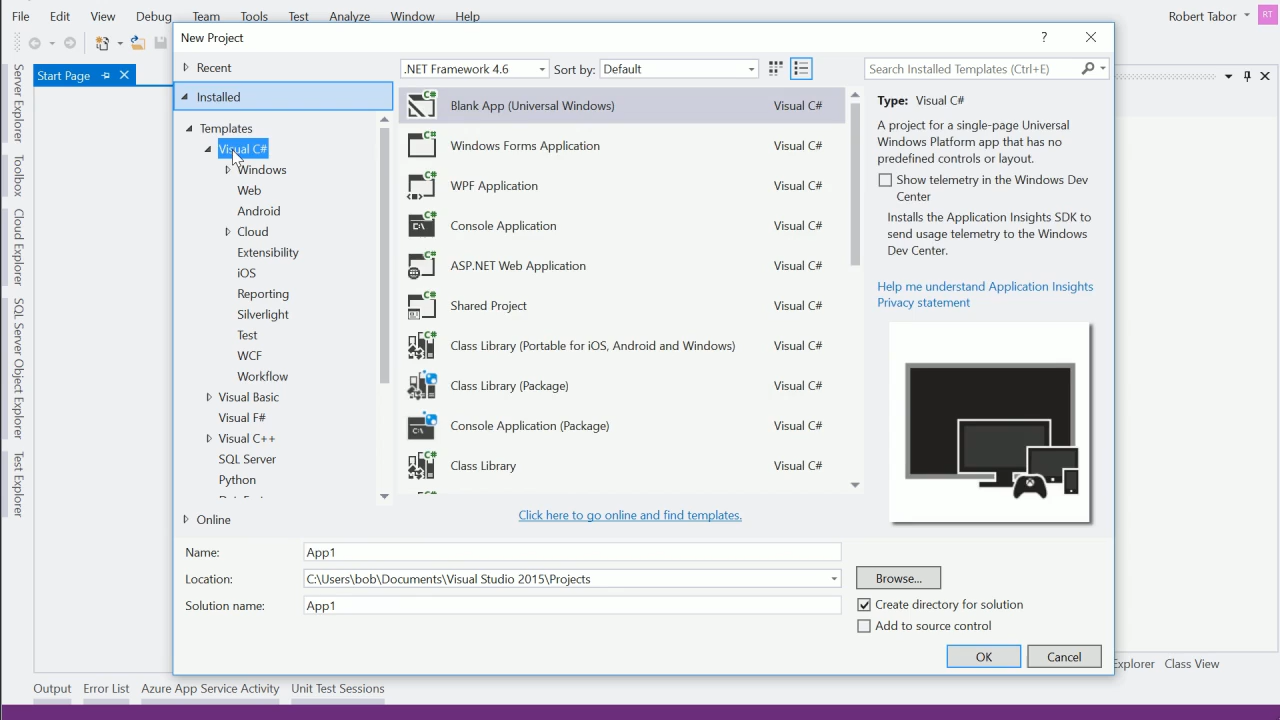 File Edit View Debug Team Tools Test Analyze Window Help
Robert Tabor RT
New Project ?
Start Page
Server Explorer
Toolbox
Cloud Explorer
SQL Server Object Explorer
Test Explorer
Recent
Installed
Templates
Visual C#
Windows
Web
Android
Cloud
Extensibility
iOS
Reporting
Silverlight
Test
WCF
Workflow
Visual Basic
Visual F#
Visual C++
SQL Server
Python
Online
.NET Framework 4.6 Sort by: Default
Blank App (Universal Windows) Visual C#
Windows Forms Application Visual C#
WPF Application Visual C#
Console Application Visual C#
ASP.NET Web Application Visual C#
Shared Project Visual C#
Class Library (Portable for iOS, Android and Windows) Visual C#
Class Library (Package) Visual C#
Console Application (Package) Visual C#
Class Library Visual C#
Click here to go online and find templates.
Search Installed Templates (Ctrl+E)
Type: Visual C#
A project for a single-page Universal
Windows Platform app that has no
predefined controls or layout.
Show telemetry in the Windows Dev
Center
Installs the Application Insights SDK to
send usage telemetry to the Windows
Dev Center.
Help me understand Application Insights
Privacy statement
Name: App1
Location: C:\Users\bob\Documents\Visual Studio 2015\Projects
Browse...
Solution name: App1
Create directory for solution
Add to source control
OK Cancel
Explorer Class View
Output Error List Azure App Service Activity Unit Test Sessions